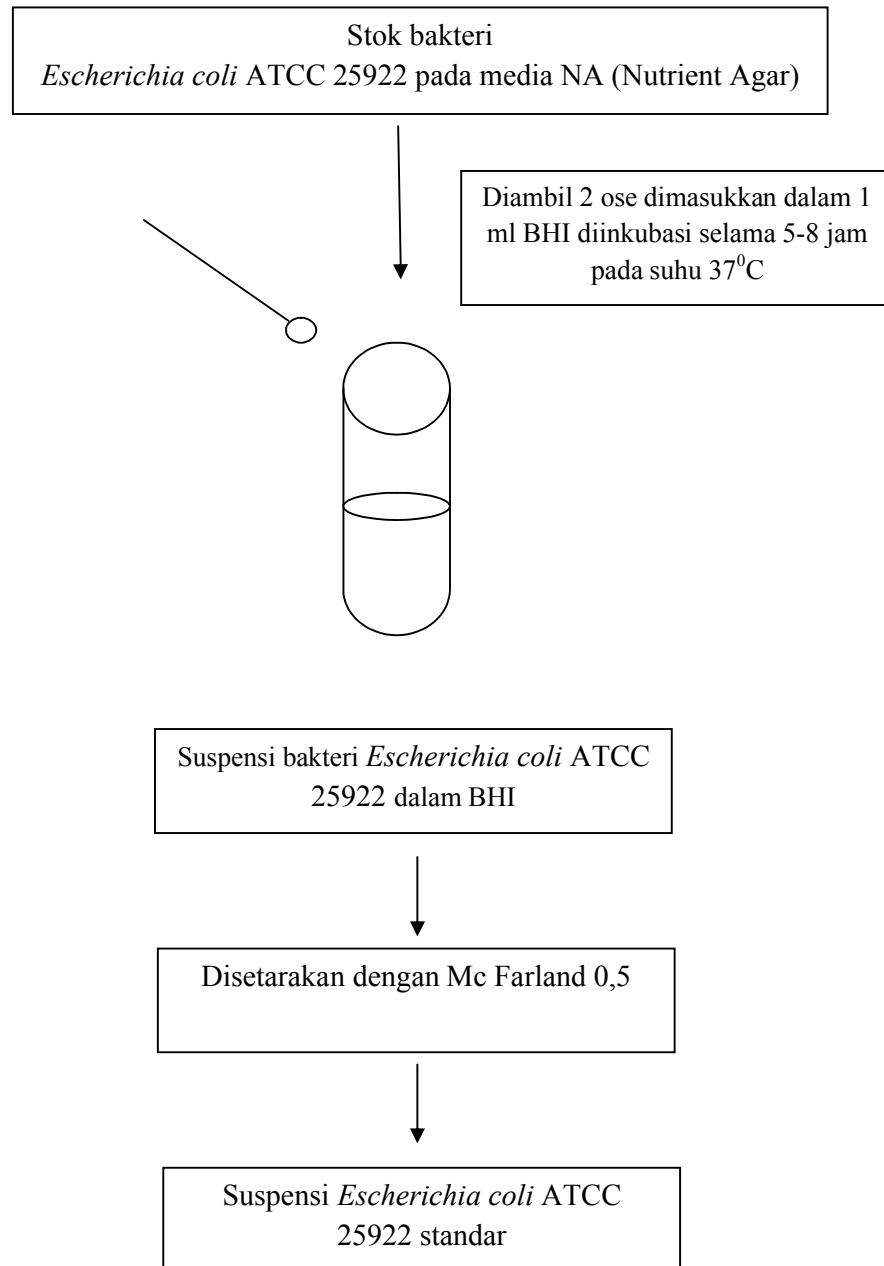 Stok bakteri
Escherichia coli ATCC 25922 pada media NA (Nutrient Agar)
Diambil 2 ose dimasukkan dalam 1
ml BHI diinkubasi selama 5-8 jam
pada suhu 37⁰C
Suspensi bakteri Escherichia coli ATCC
25922 dalam BHI
Disetarakan dengan Mc Farland 0,5
Suspensi Escherichia coli ATCC
25922 standar